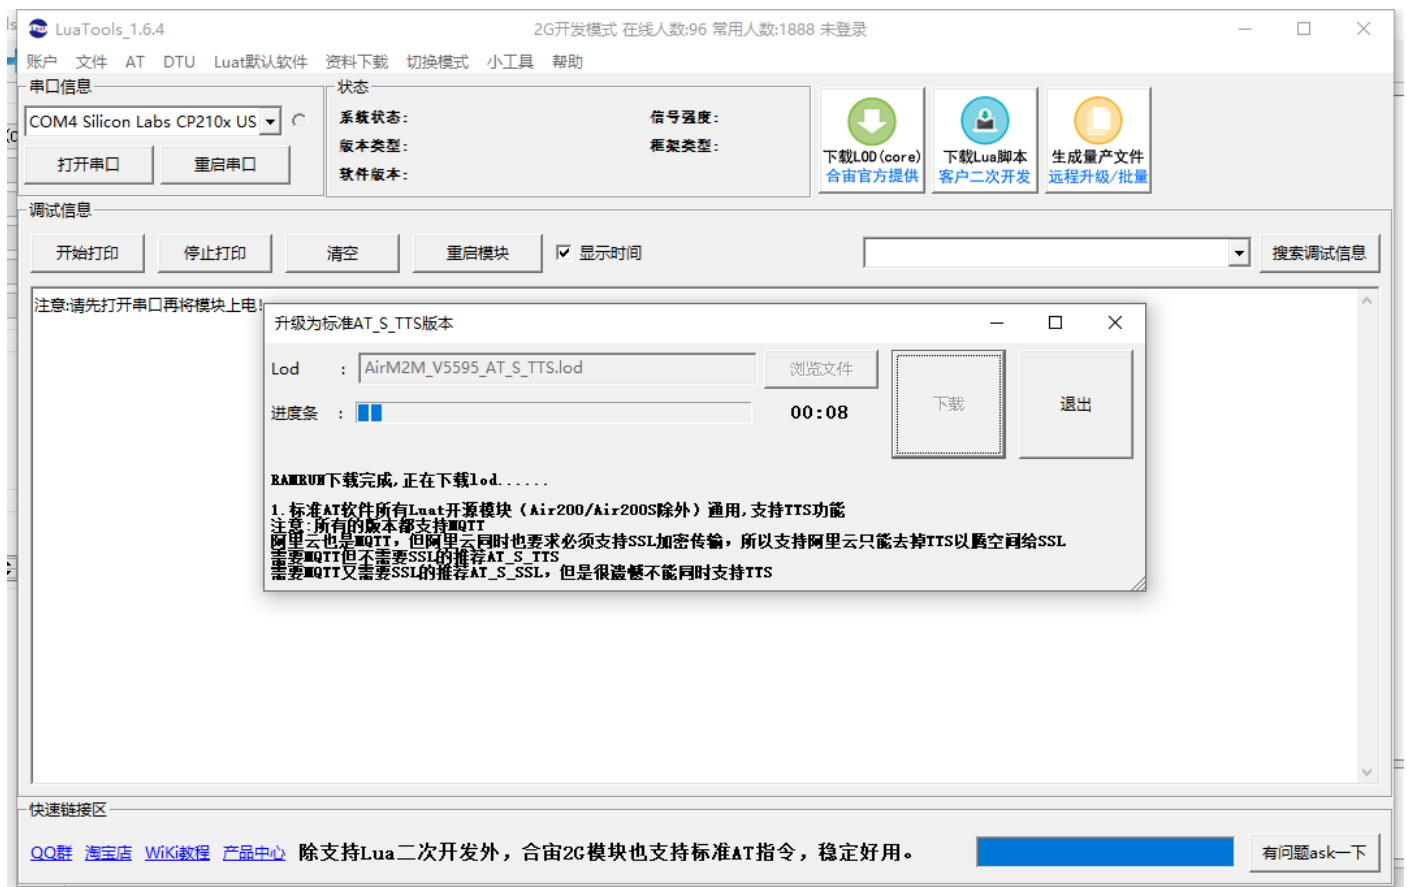 LuaTools_1.6.4
2G开发模式 在线人数:96 常用人数:1888 未登录
账户 文件 AT DTU Luat默认软件 资料下载 切换模式 小工具 帮助
串口信息
COM4 Silicon Labs CP210x US
打开串口 重启串口
状态
系统状态: 信号强度:
版本类型: 框架类型:
软件版本:
下载LOD(core)
合宙官方提供
下载Lua脚本
客户二次开发
生成量产文件
远程升级/批量
调试信息
开始打印 停止打印 清空 重启模块 显示时间 搜索调试信息
注意:请先打开串口再将模块上电!
升级为标准AT_S_TTS版本
Lod : AirM2M_V5595_AT_S_TTS.lod 浏览文件
进度条 : 00:08
下载 退出
RAMRUN下载完成,正在下载lod......
1.标准AT软件所有Luat开源模块（Air200/Air200S除外）通用,支持TTS功能
注意:所有的版本都支持MQTT
阿里云也是MQTT，但阿里云同时也要求必须支持SSL加密传输，所以支持阿里云只能去掉TTS以腾空间给SSL
需要MQTT但不需要SSL的推荐AT_S_TTS
需要MQTT又需要SSL的推荐AT_S_SSL，但是很遗憾不能同时支持TTS
快速链接区
QQ群 淘宝店 WiKi教程 产品中心 除支持Lua二次开发外，合宙2G模块也支持标准AT指令，稳定好用。 有问题ask一下